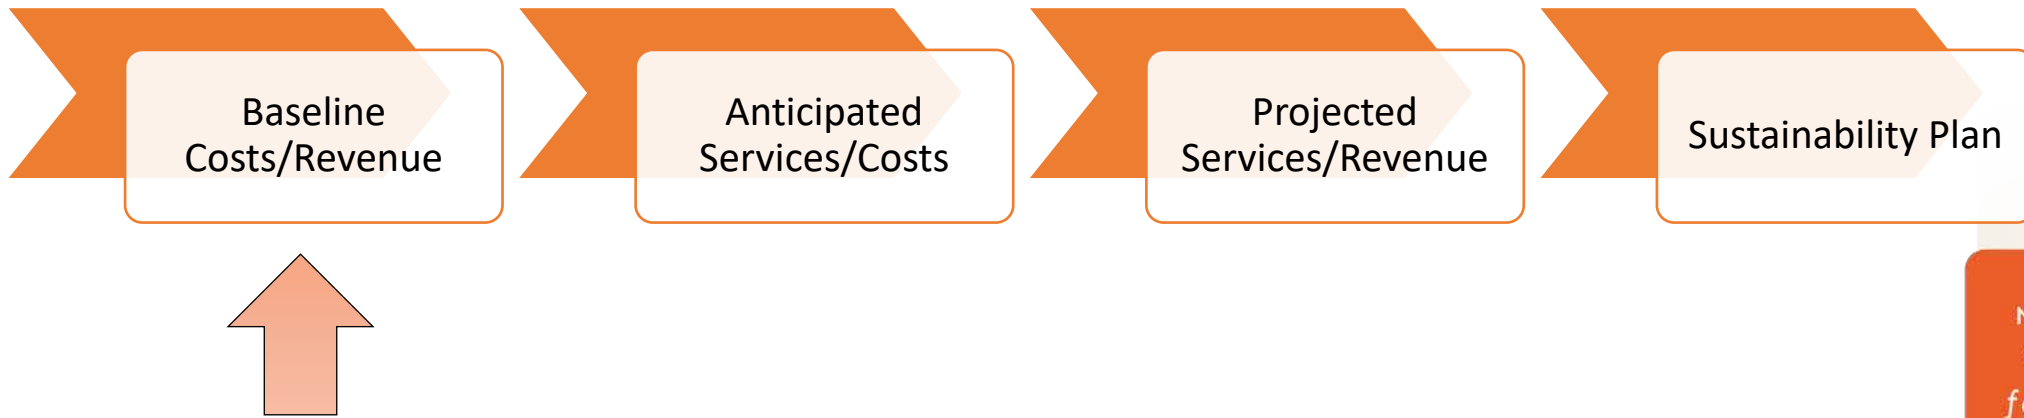 Baseline
Costs/Revenue
Anticipated
Services/Costs
Projected
Services/Revenue
Sustainability Plan